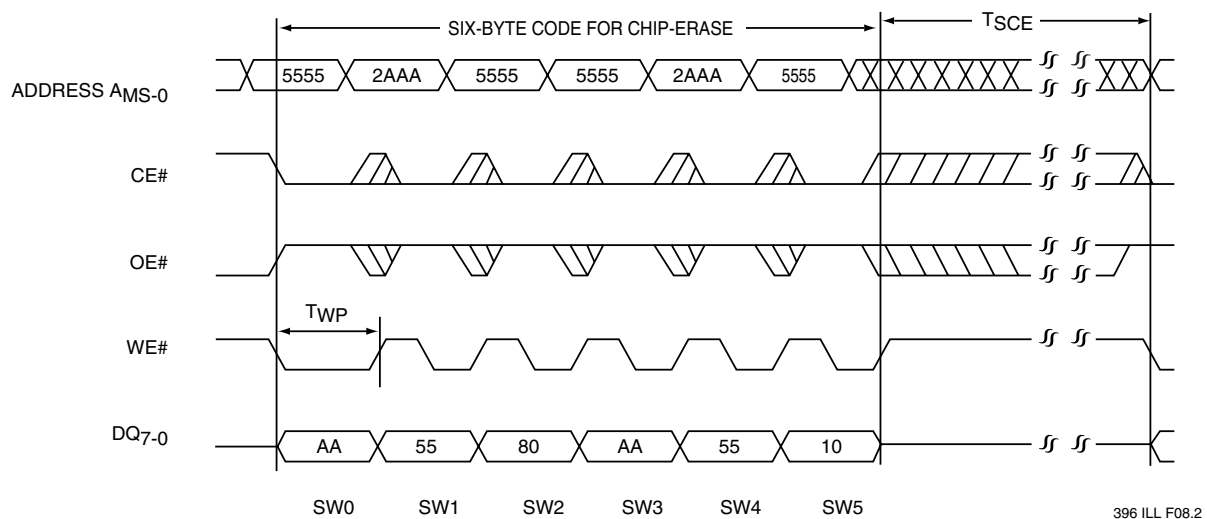 SIX-BYTE CODE FOR CHIP-ERASE
TSCE
ADDRESS AMS-0
5555 2AAA 5555 5555 2AAA 5555
CE#
OE#
TWP
WE#
DQ7-0
AA 55 80 AA 55 10
SW0 SW1 SW2 SW3 SW4 SW5
396 ILL F08.2